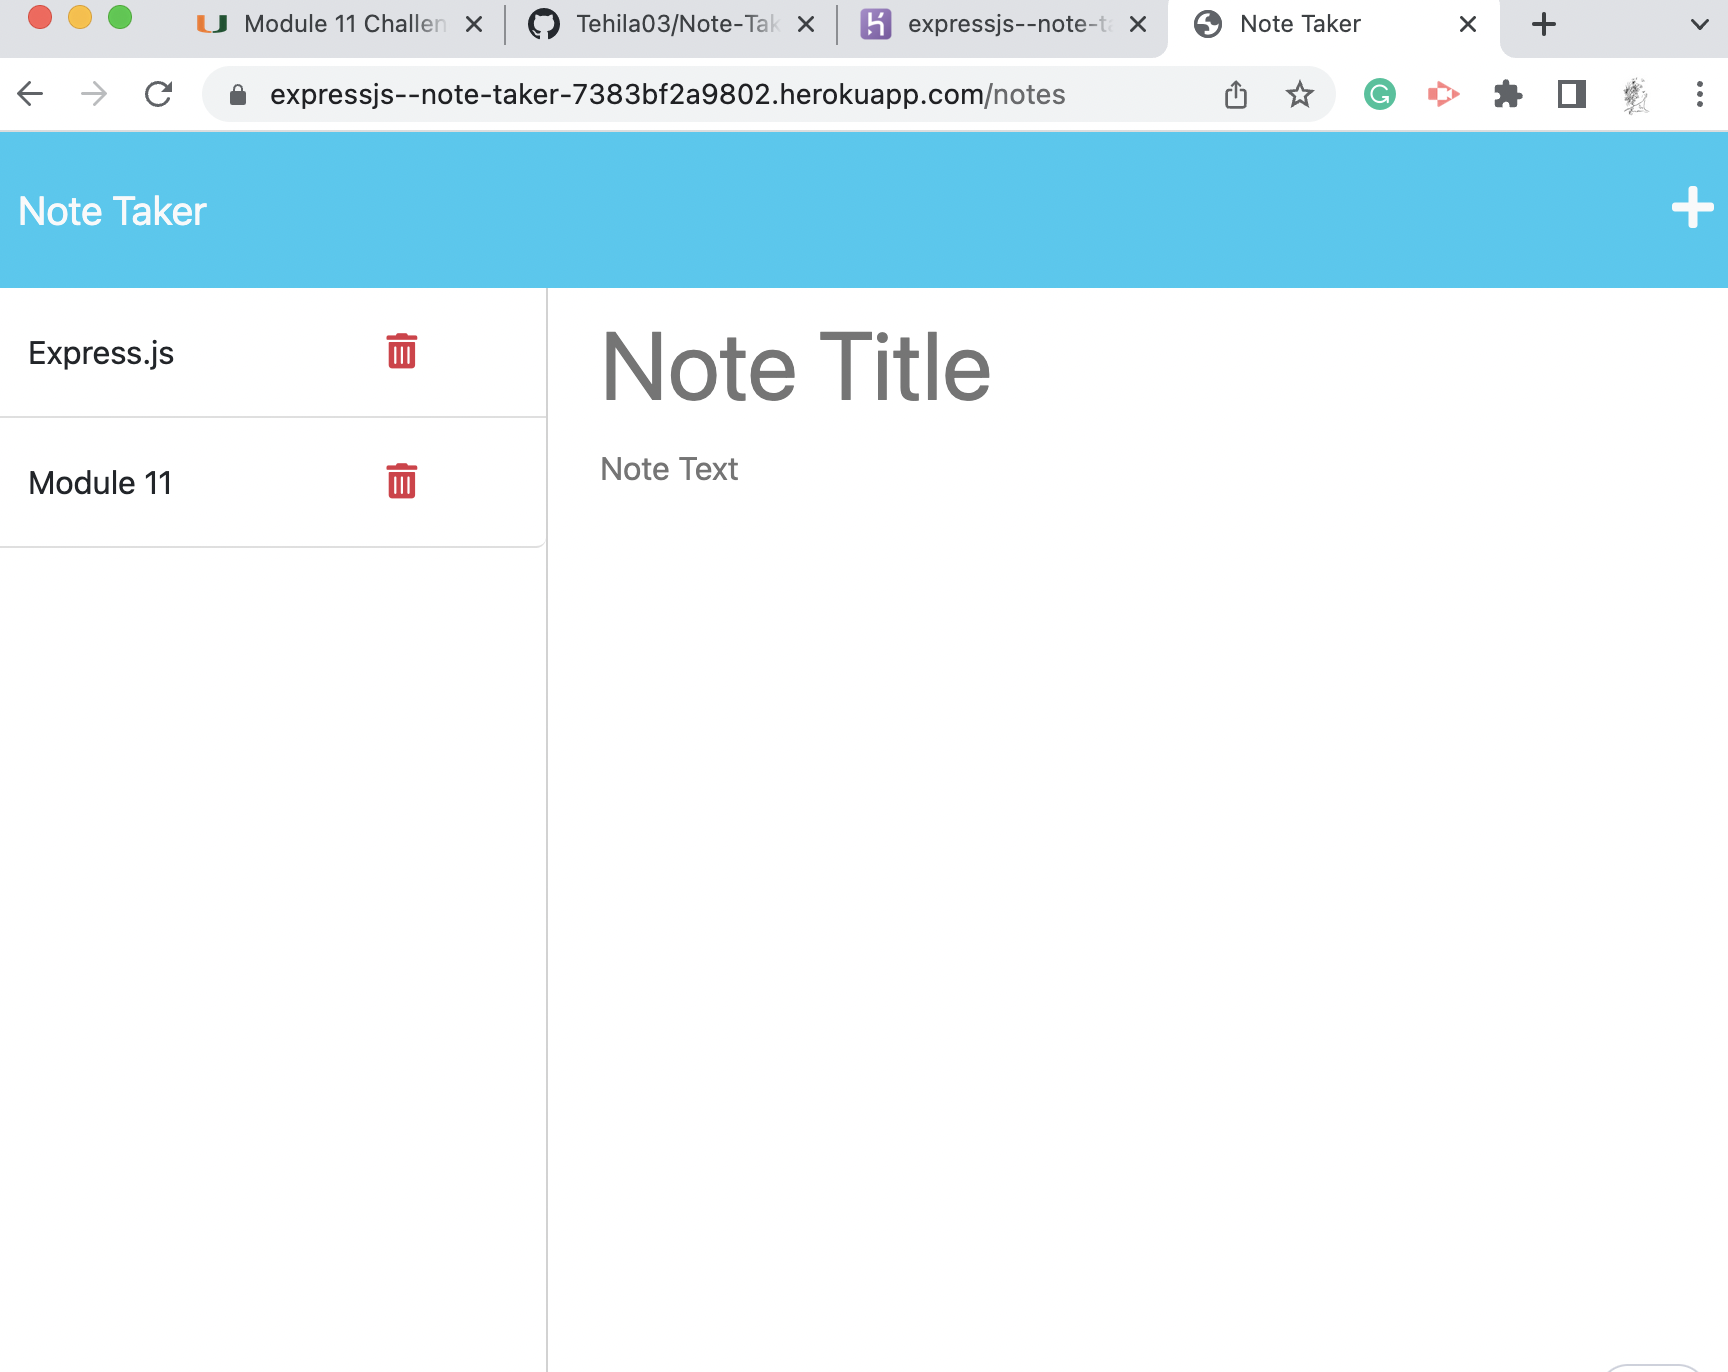 Module 11 Challen
Tehila03/Note-Tak
expressjs--note-ta
Note Taker
expressjs--note-taker-7383bf2a9802.herokuapp.com/notes
Note Taker
Express.js
Module 11
Note Title
Note Text